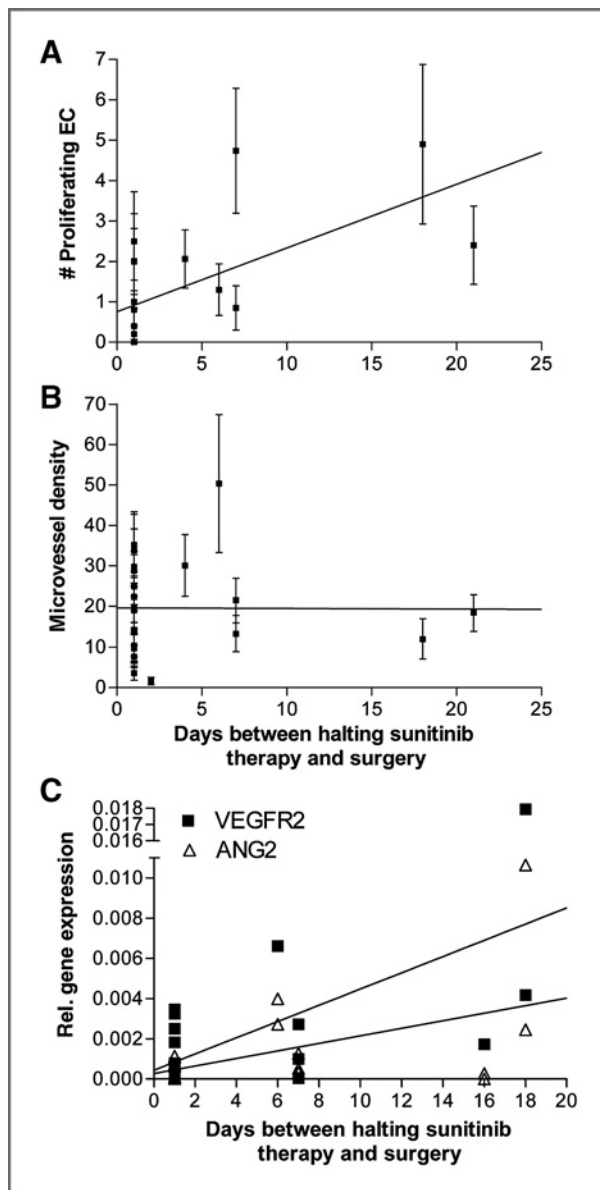 A
# Proliferating EC
7
6
5
4
3
2
1
0
0 5 10 15 20 25
B
Microvessel density
70
60
50
40
30
20
10
0
0 5 10 15 20 25
Days between halting sunitinib
therapy and surgery
C
Rel. gene expression
0.018
0.017
0.016
0.010
0.008
0.006
0.004
0.002
0.000
VEGFR2
ANG2
0 2 4 6 8 10 12 14 16 18 20
Days between halting sunitinib
therapy and surgery